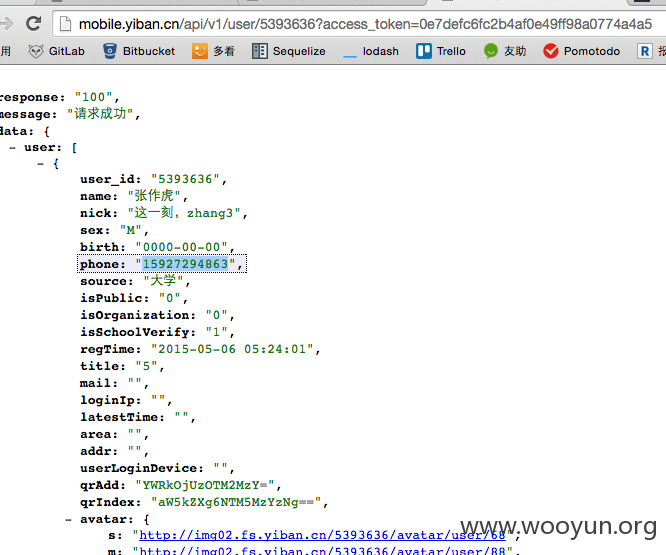 mobile.yiban.cn/api/v1/user/5393636?access_token=0e7defc6fc2b4af0e49ff98a0774a4a5
用 GitLab Bitbucket 多看 Sequelize lodash Trello 友助 Pomotodo R 报
response: "100",
message: "请求成功",
data: {
- user: [
- {
user_id: "5393636",
name: "张作虎",
nick: "这一刻，zhang3",
sex: "M",
birth: "0000-00-00",
phone: "15927294863",
source: "大学",
isPublic: "0",
isOrganization: "0",
isSchoolVerify: "1",
regTime: "2015-05-06 05:24:01",
title: "5",
mail: "",
loginIp: "",
latestTime: "",
area: "",
addr: "",
userLoginDevice: "",
qrAdd: "YWRkOjUzOTM2MzY=",
qrIndex: "aW5kZXg6NTM5MzYzNg==",
- avatar: {
s: "http://img02.fs.yiban.cn/5393636/avatar/user/68",
m: "http://img02.fs.yiban.cn/5393636/avatar/user/88",
www.wooyun.org